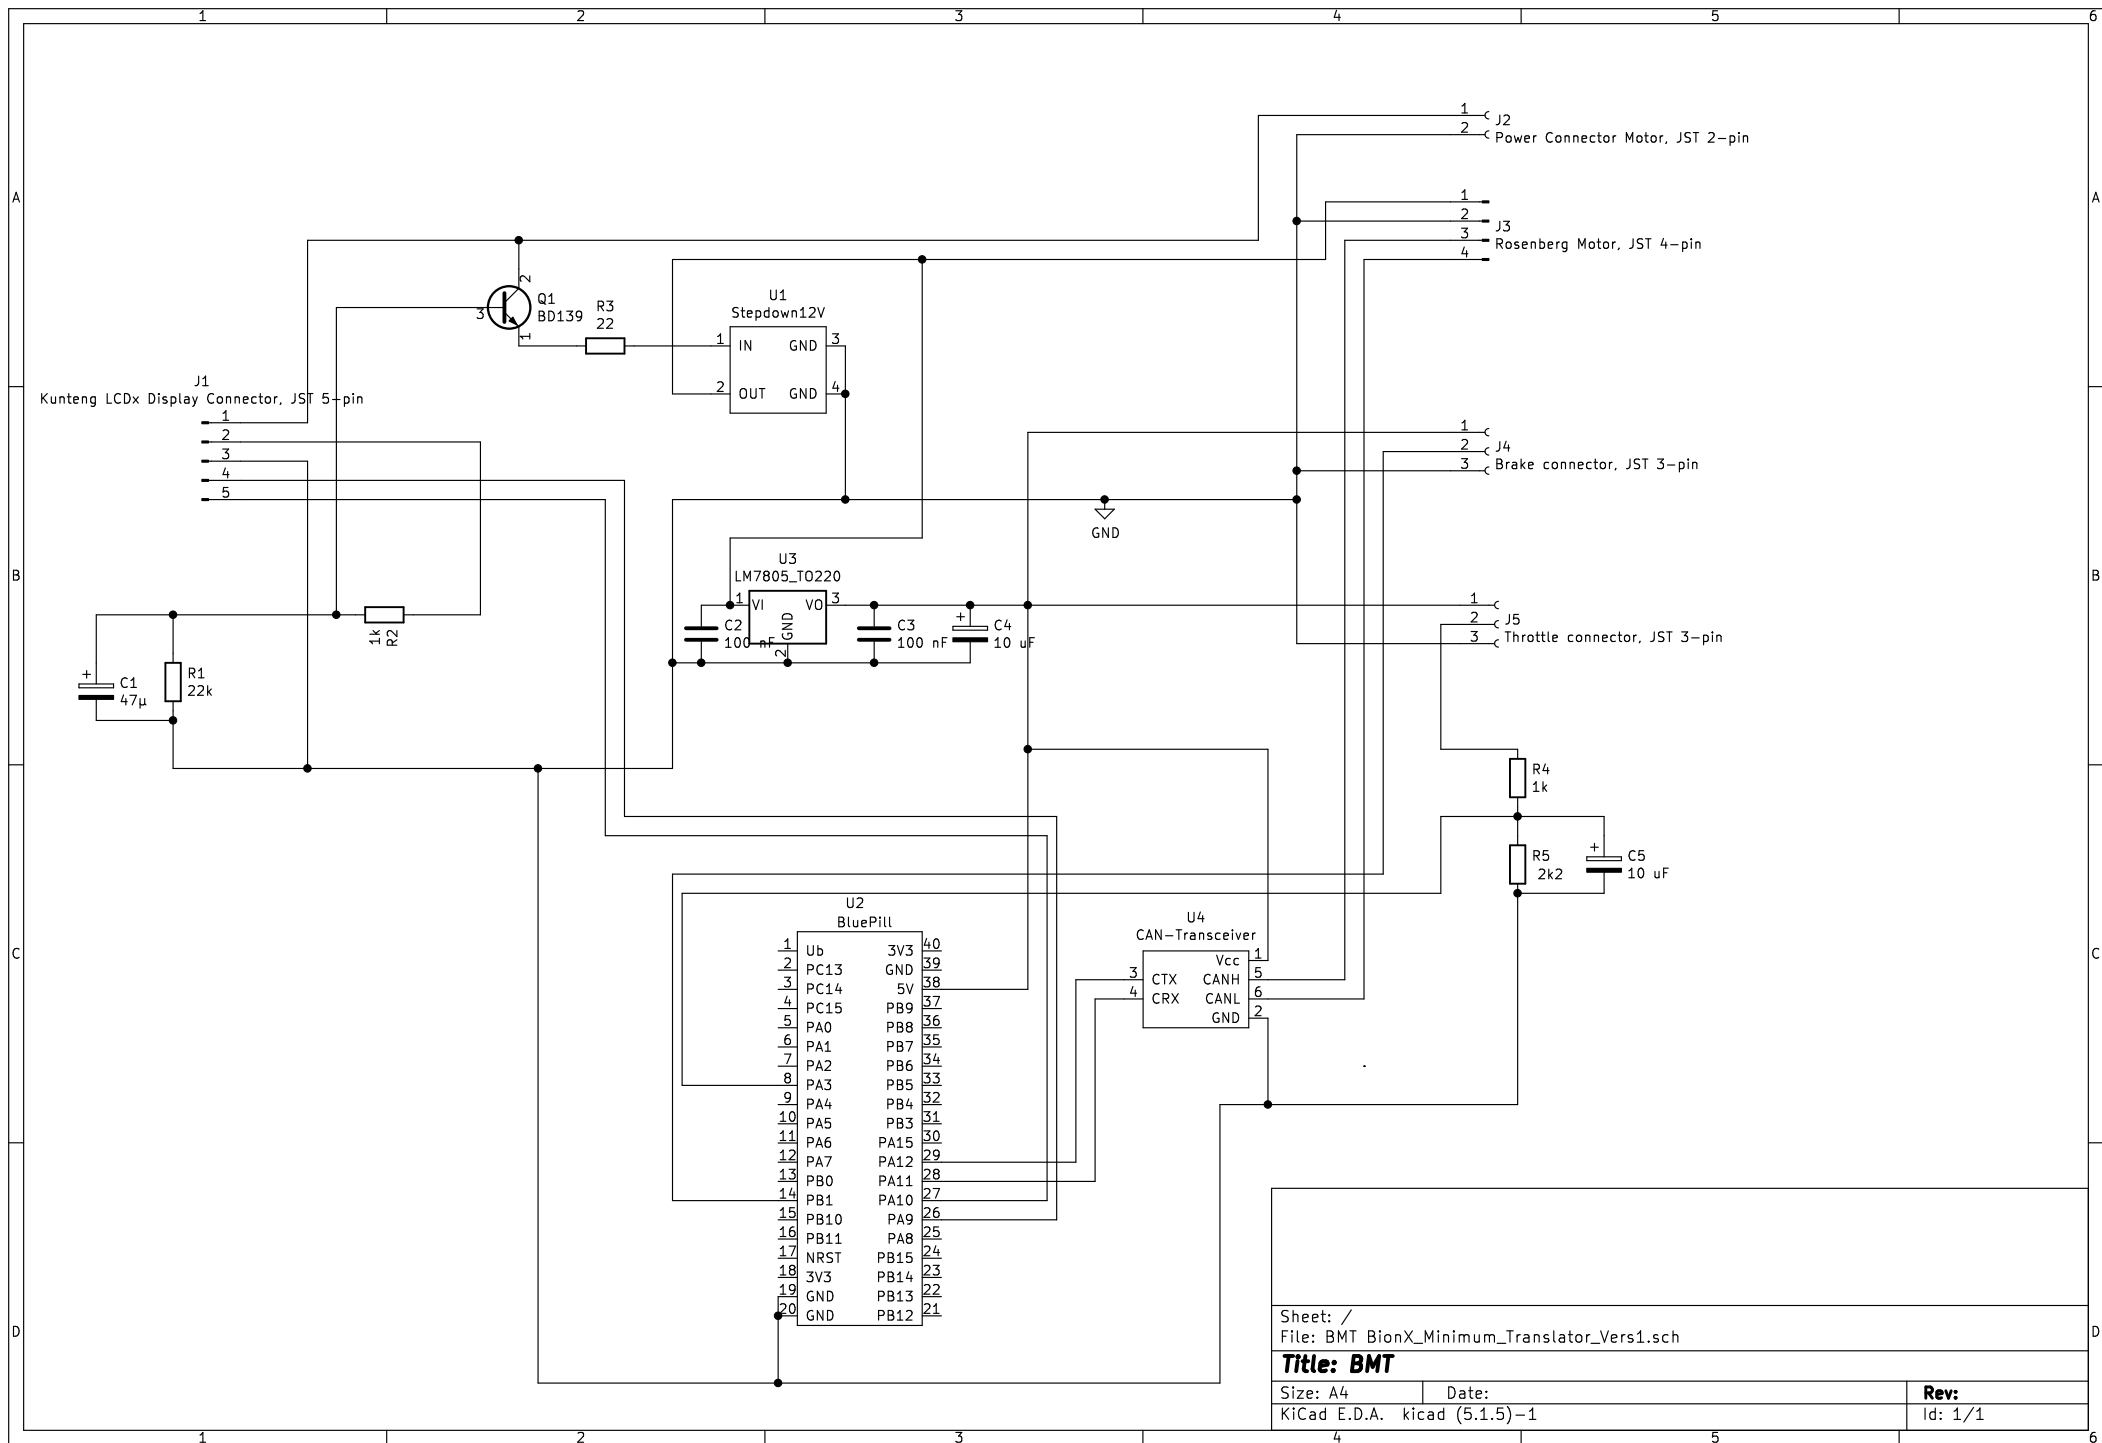 1 2 3 4 5 6
A
B
C
D
J2
Power Connector Motor, JST 2-pin
1
2
J3
Rosenberg Motor, JST 4-pin
1
2
3
4
Q1
BD139
2
3
1
R3
22
U1
Stepdown12V
1 IN GND 3
2 OUT GND 4
J1
Kunteng LCDx Display Connector, JST 5-pin
1
2
3
4
5
J4
Brake connector, JST 3-pin
1
2
3
GND
U3
LM7805_TO220
1 VI VO 3
GND
2
C2
100 nF
C3
100 nF
+
C4
10 uF
J5
Throttle connector, JST 3-pin
1
2
3
1k
R2
+
C1
47µ
R1
22k
R4
1k
R5
2k2
+
C5
10 uF
U2
BluePill
1 Ub 3V3 40
2 PC13 GND 39
3 PC14 5V 38
4 PC15 PB9 37
5 PA0 PB8 36
6 PA1 PB7 35
7 PA2 PB6 34
8 PA3 PB5 33
9 PA4 PB4 32
10 PA5 PB3 31
11 PA6 PA15 30
12 PA7 PA12 29
13 PB0 PA11 28
14 PB1 PA10 27
15 PB10 PA9 26
16 PB11 PA8 25
17 NRST PB15 24
18 3V3 PB14 23
19 GND PB13 22
20 GND PB12 21
U4
CAN-Transceiver
Vcc 1
3 CTX CANH 5
4 CRX CANL 6
GND 2
Sheet: /
File: BMT BionX_Minimum_Translator_Vers1.sch
Title: BMT
Size: A4 Date: Rev:
KiCad E.D.A. kicad (5.1.5)-1 Id: 1/1
A
B
C
D
1 2 3 4 5 6